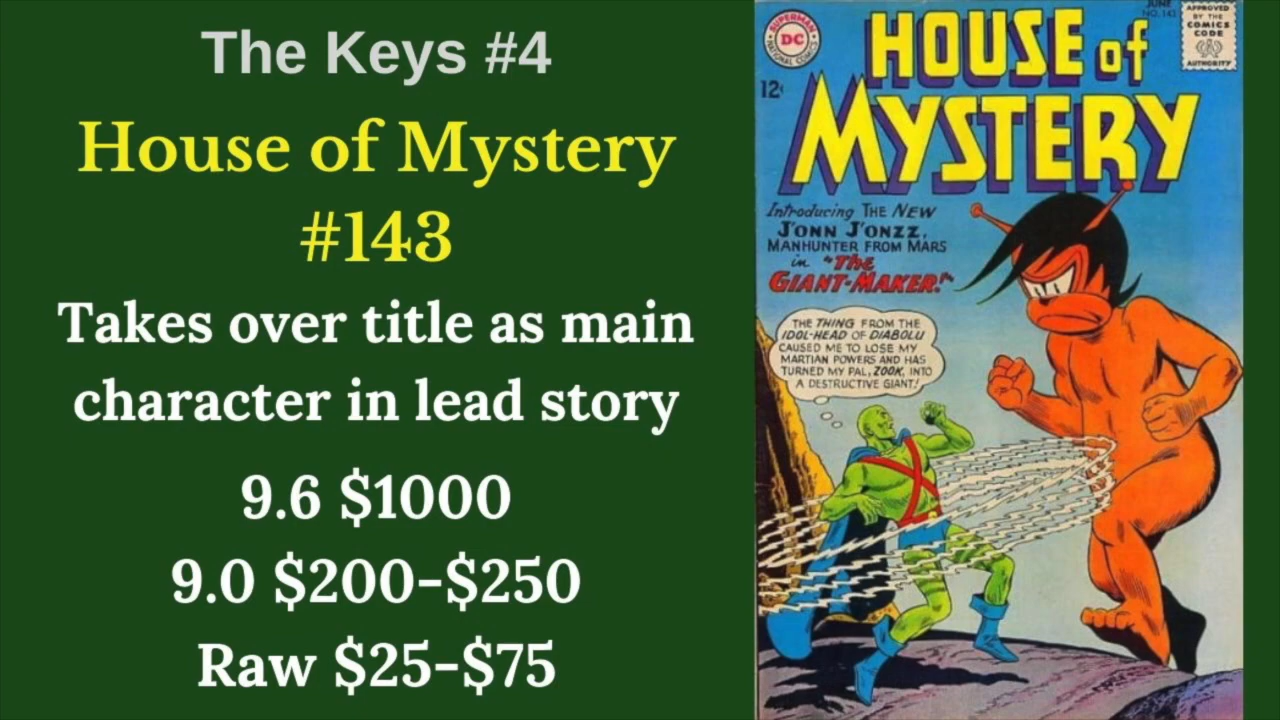 The Keys #4
House of Mystery
#143
Takes over title as main
character in lead story
9.6 $1000
9.0 $200-$250
Raw $25-$75
SUPERMAN
DC
NATIONAL COMICS
12¢
JUNE
NO. 143
APPROVED
BY THE
COMICS
CODE
AUTHORITY
HOUSE of
MYSTERY
Introducing THE NEW
J'ONN J'ONZZ,
MANHUNTER FROM MARS
in "THE
GIANT-MAKER!"
THE THING FROM THE
IDOL-HEAD OF DIABOLU
CAUSED ME TO LOSE MY
MARTIAN POWERS AND HAS
TURNED MY PAL, ZOOK, INTO
A DESTRUCTIVE GIANT!